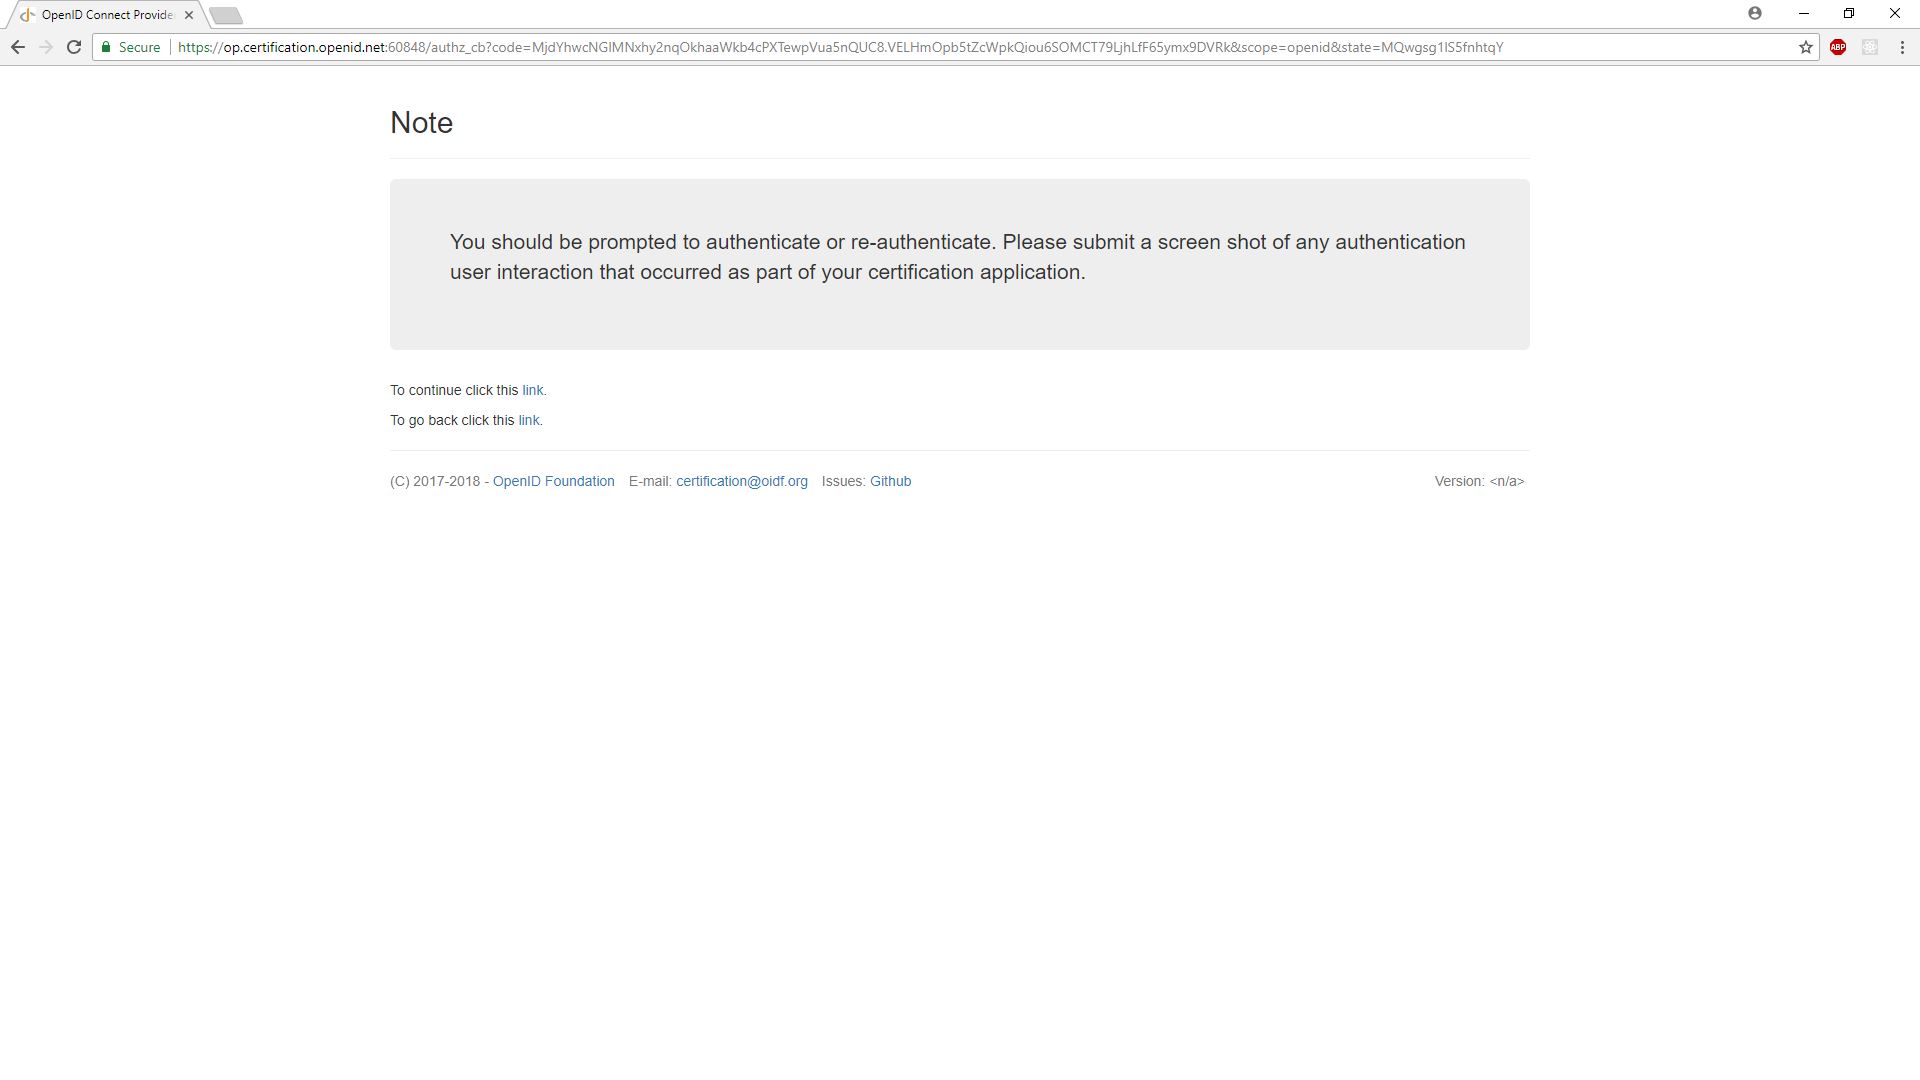 OpenID Connect Provide
Secure
https://op.certification.openid.net:60848/authz_cb?code=MjdYhwcNGlMNxhy2nqOkhaaWkb4cPXTewpVua5nQUC8.VELHmOpb5tZcWpkQiou6SOMCT79LjhLfF65ymx9DVRk&scope=openid&state=MQwgsg1lS5fnhtqY
ABP
Note
You should be prompted to authenticate or re-authenticate. Please submit a screen shot of any authentication
user interaction that occurred as part of your certification application.
To continue click this link.
To go back click this link.
(C) 2017-2018 - OpenID Foundation E-mail: certification@oidf.org Issues: Github Version: <n/a>